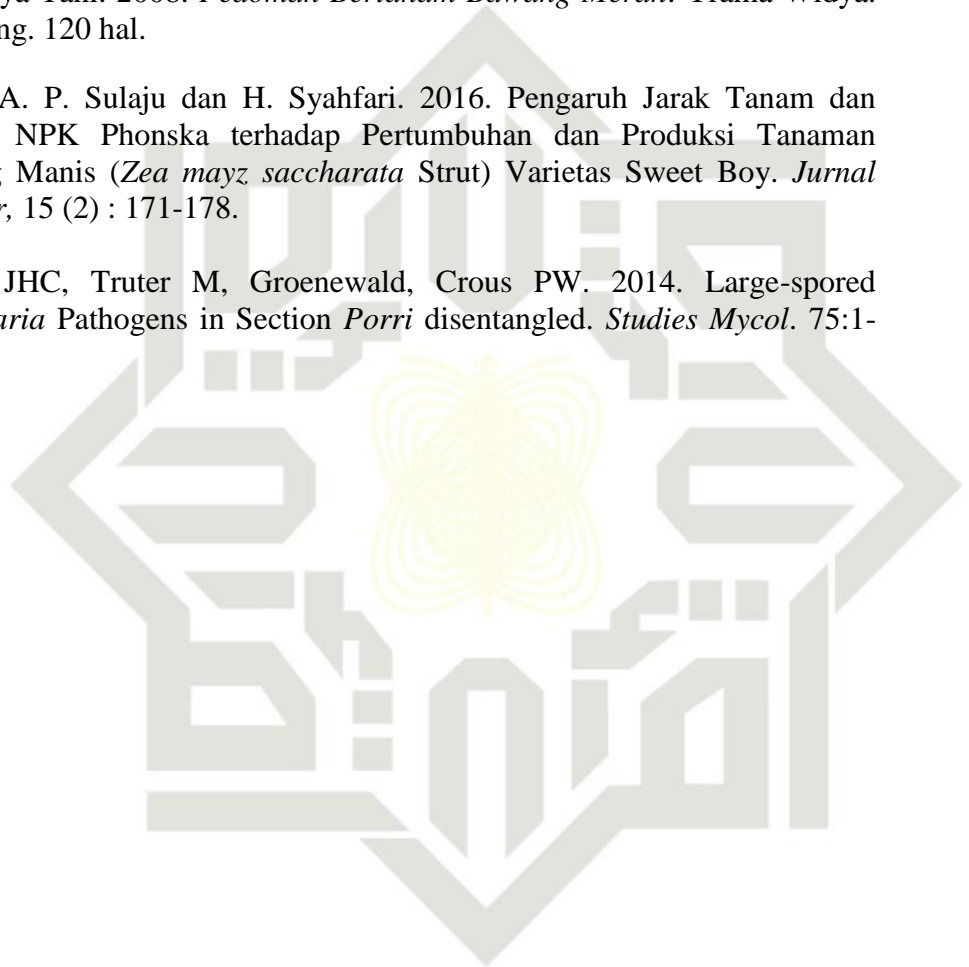 ya Tani. 2008. Pedoman Bertanam Bawang Merah. Yrama Widya.
ng. 120 hal.
A. P. Sulaju dan H. Syahfari. 2016. Pengaruh Jarak Tanam dan
NPK Phonska terhadap Pertumbuhan dan Produksi Tanaman
g Manis (Zea mayz saccharata Strut) Varietas Sweet Boy. Jurnal
r, 15 (2) : 171-178.
JHC, Truter M, Groenewald, Crous PW. 2014. Large-spored
aria Pathogens in Section Porri disentangled. Studies Mycol. 75:1-